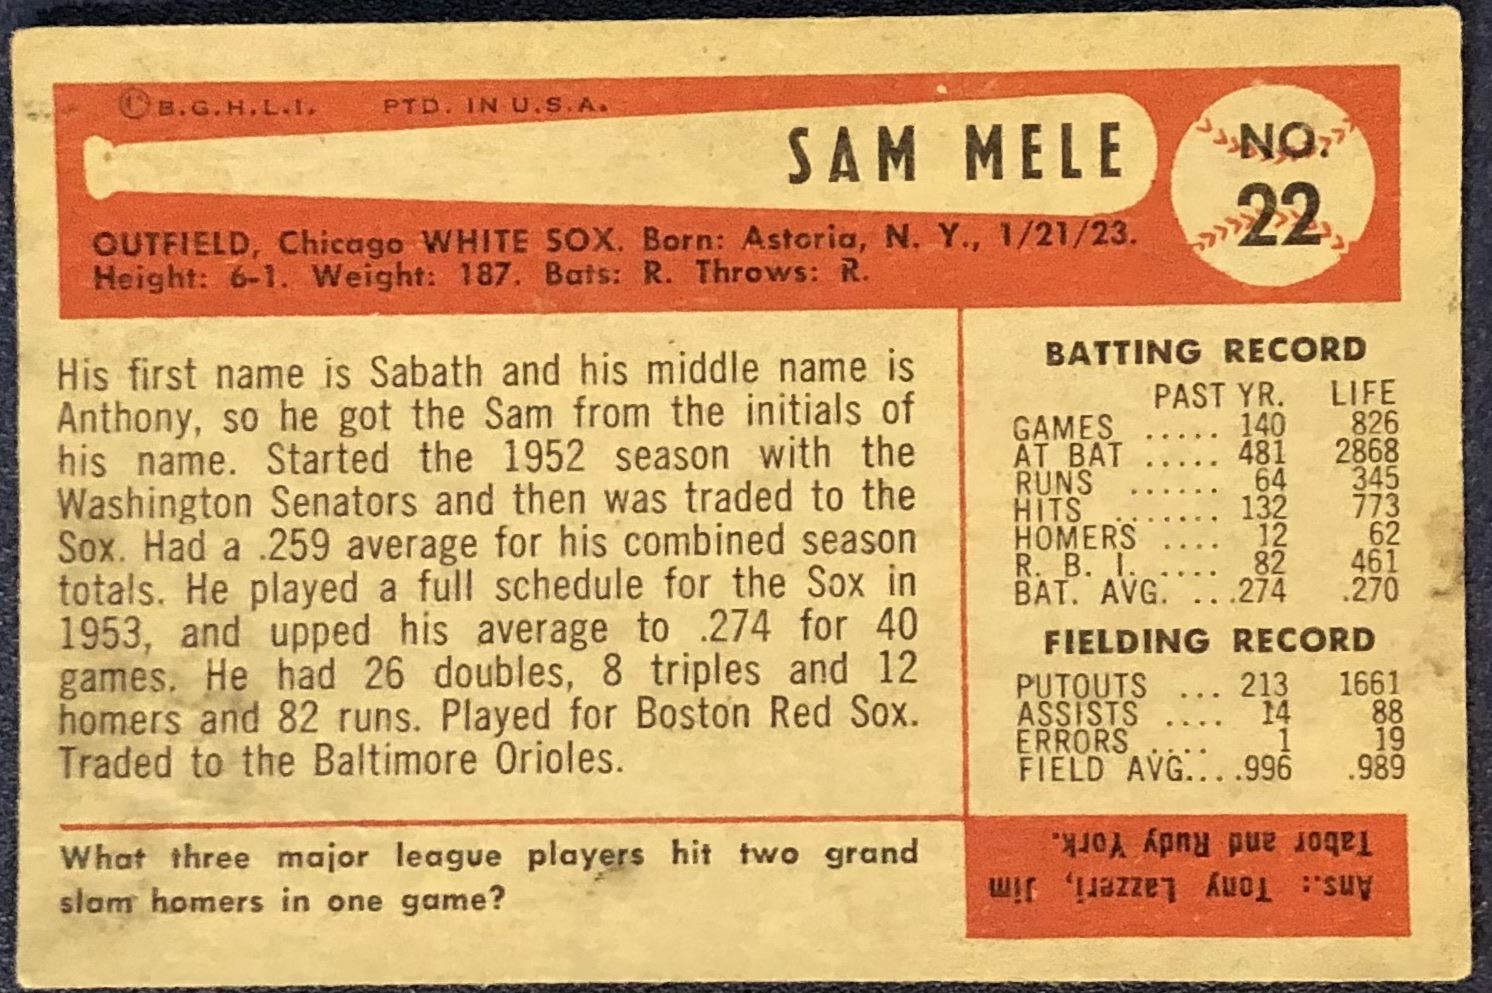 © B.G.H.L.I. PTD. IN U.S.A.
SAM MELE
NO.
22
OUTFIELD, Chicago WHITE SOX. Born: Astoria, N. Y., 1/21/23.
Height: 6-1. Weight: 187. Bats: R. Throws: R.
His first name is Sabath and his middle name is
Anthony, so he got the Sam from the initials of
his name. Started the 1952 season with the
Washington Senators and then was traded to the
Sox. Had a .259 average for his combined season
totals. He played a full schedule for the Sox in
1953, and upped his average to .274 for 40
games. He had 26 doubles, 8 triples and 12
homers and 82 runs. Played for Boston Red Sox.
Traded to the Baltimore Orioles.
BATTING RECORD
PAST YR. LIFE
GAMES ..... 140 826
AT BAT ..... 481 2868
RUNS ...... 64 345
HITS ....... 132 773
HOMERS .... 12 62
R. B. I. .... 82 461
BAT. AVG. ...274 .270
FIELDING RECORD
PUTOUTS ... 213 1661
ASSISTS .... 14 88
ERRORS .... 1 19
FIELD AVG....996 .989
What three major league players hit two grand
slam homers in one game?
Ans.: Tony Lazzeri, Jim
Tabor and Rudy York.